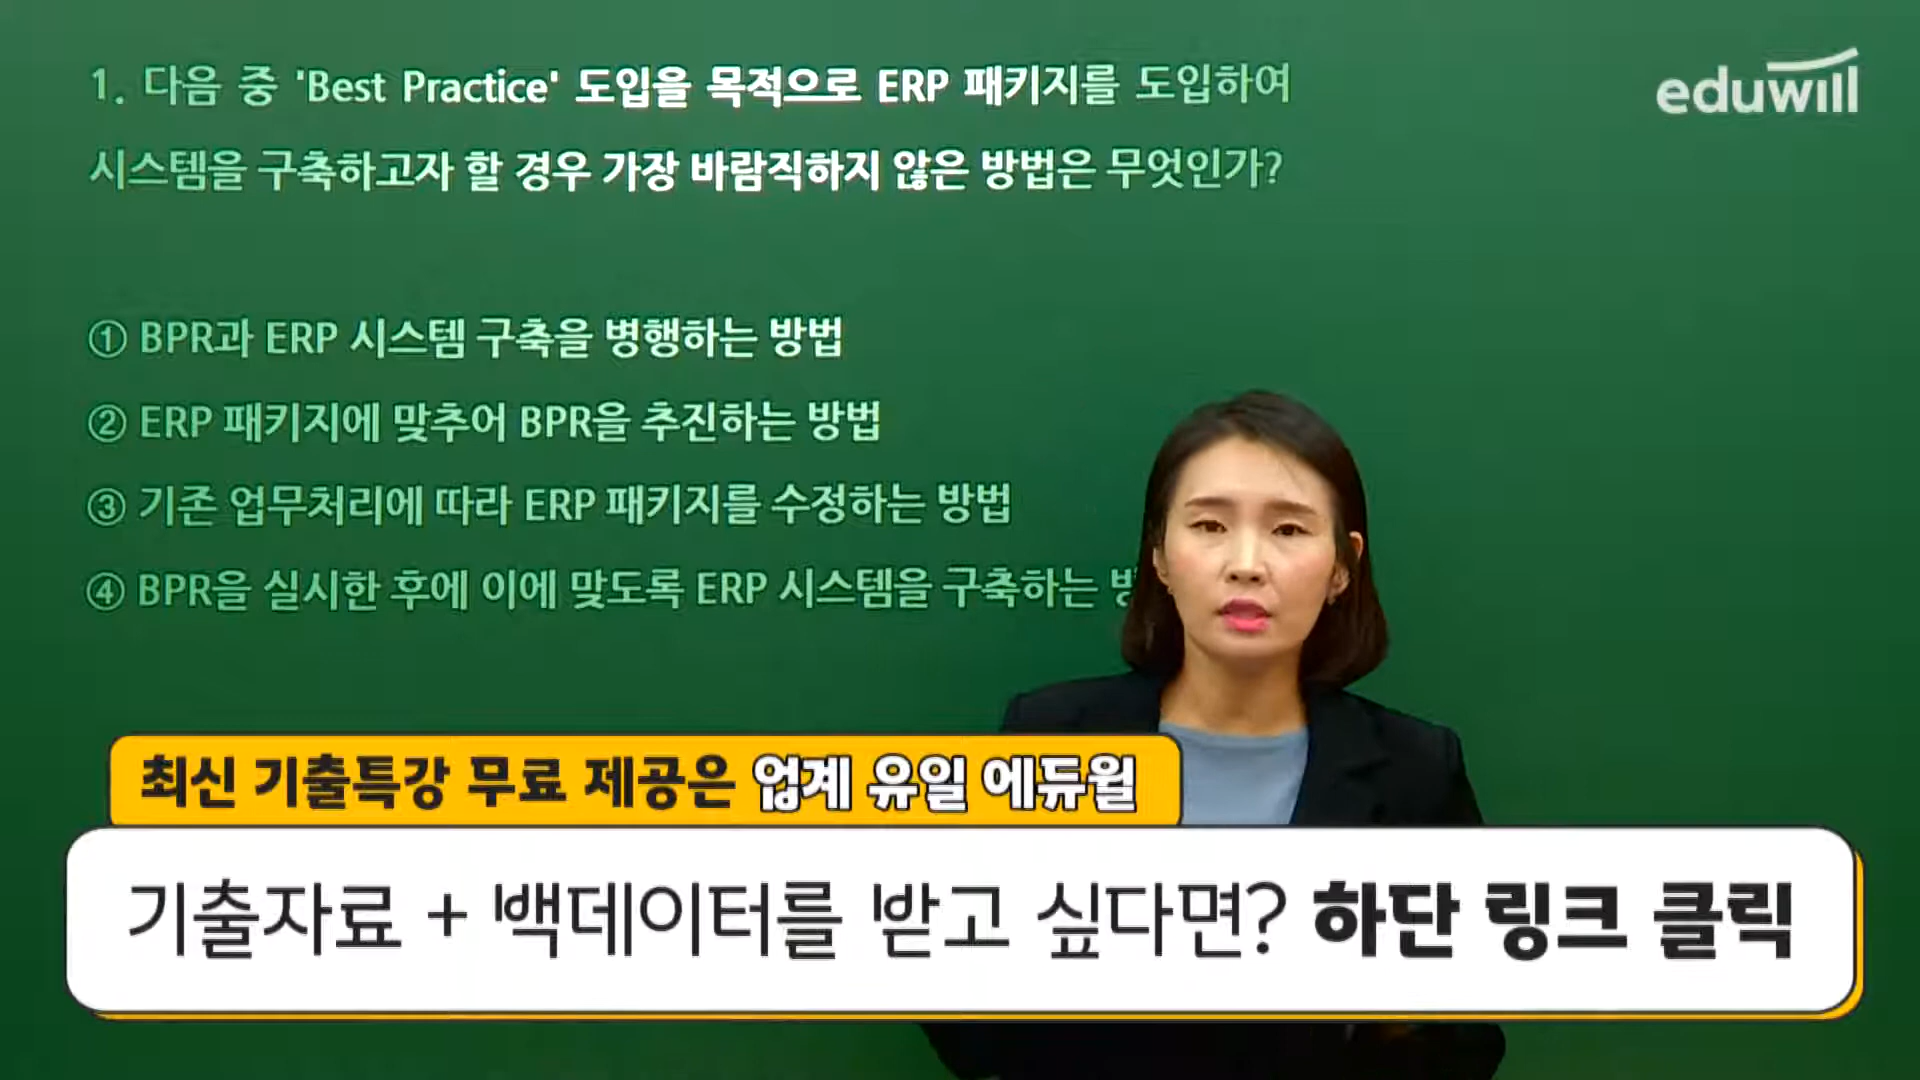 1. 다음 중 'Best Practice' 도입을 목적으로 ERP 패키지를 도입하여
시스템을 구축하고자 할 경우 가장 바람직하지 않은 방법은 무엇인가?
eduwill
① BPR과 ERP 시스템 구축을 병행하는 방법
② ERP 패키지에 맞추어 BPR을 추진하는 방법
③ 기존 업무처리에 따라 ERP 패키지를 수정하는 방법
④ BPR을 실시한 후에 이에 맞도록 ERP 시스템을 구축하는
최신 기출특강 무료 제공은 업계 유일 에듀윌
기출자료 + 백데이터를 받고 싶다면? 하단 링크 클릭